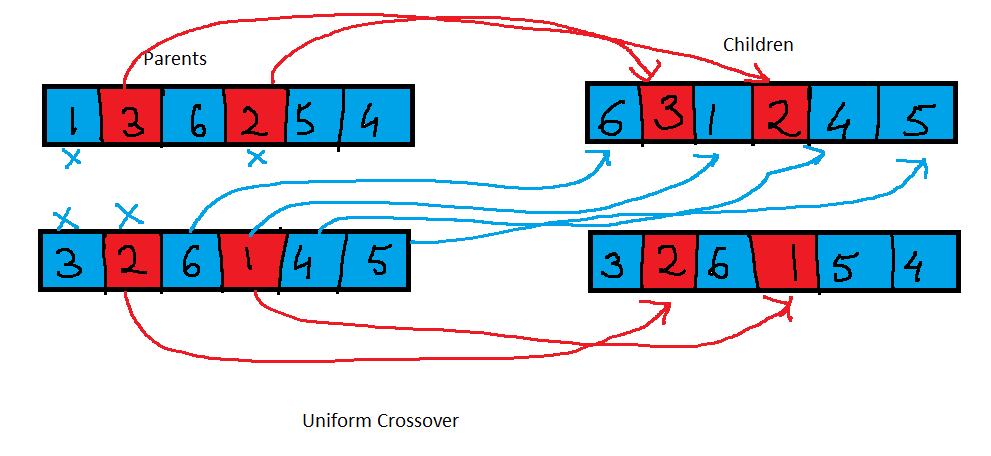 Parents
Children
1 3 6 2 5 4
6 3 1 2 4 5
3 2 6 1 4 5
3 2 6 1 5 4
Uniform Crossover